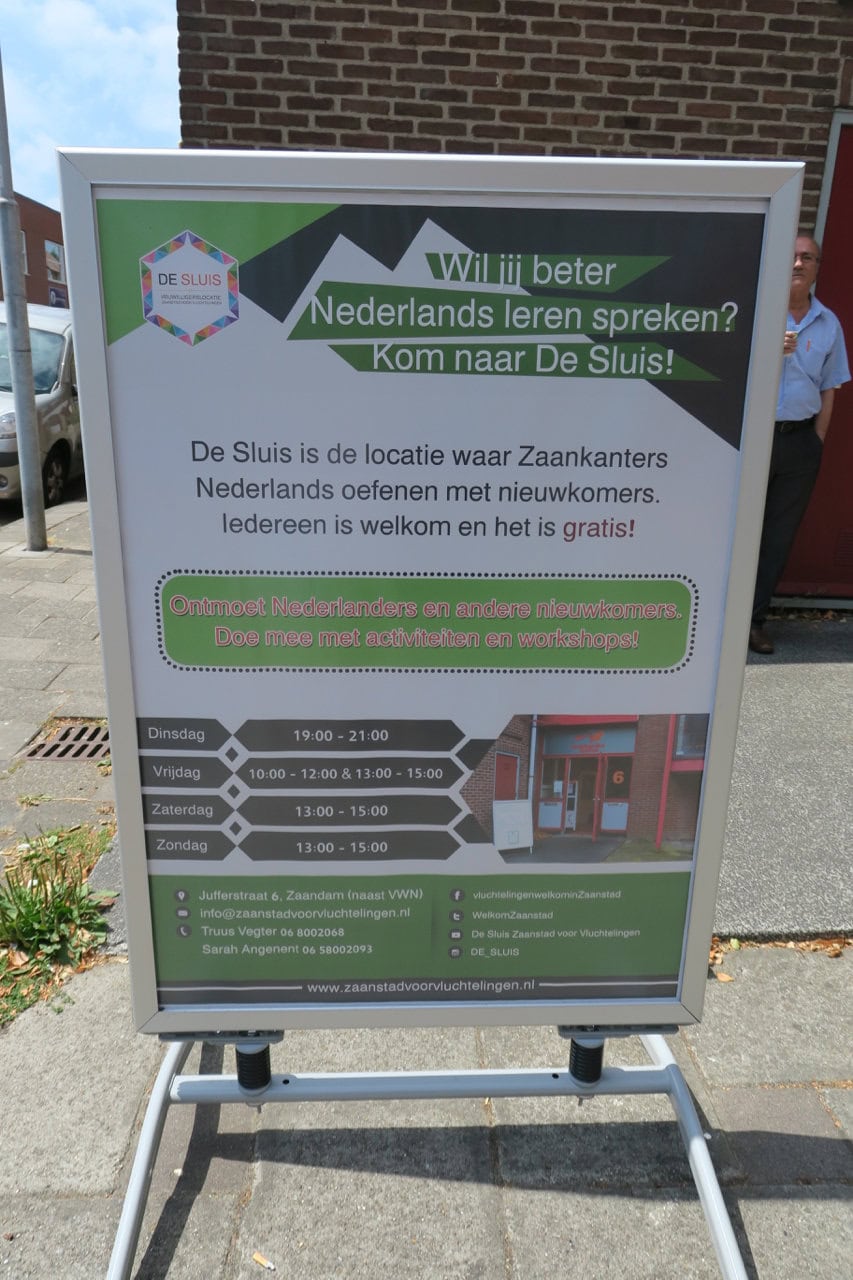 DE SLUIS
VRIJWILLIGERSLOCATIE
ZAANSTAD VOOR VLUCHTELINGEN
Wil jij beter
Nederlands leren spreken?
Kom naar De Sluis!
De Sluis is de locatie waar Zaankanters
Nederlands oefenen met nieuwkomers.
Iedereen is welkom en het is gratis!
Ontmoet Nederlanders en andere nieuwkomers.
Doe mee met activiteiten en workshops!
Dinsdag 19:00 - 21:00
Vrijdag 10:00 - 12:00 & 13:00 - 15:00
Zaterdag 13:00 - 15:00
Zondag 13:00 - 15:00
6
Jufferstraat 6, Zaandam (naast VWN)
info@zaanstadvoorvluchtelingen.nl
Truus Vegter 06 8002068
Sarah Angenent 06 58002093
vluchtelingenwelkominZaanstad
WelkomZaanstad
De Sluis Zaanstad voor Vluchtelingen
DE_SLUIS
www.zaanstadvoorvluchtelingen.nl